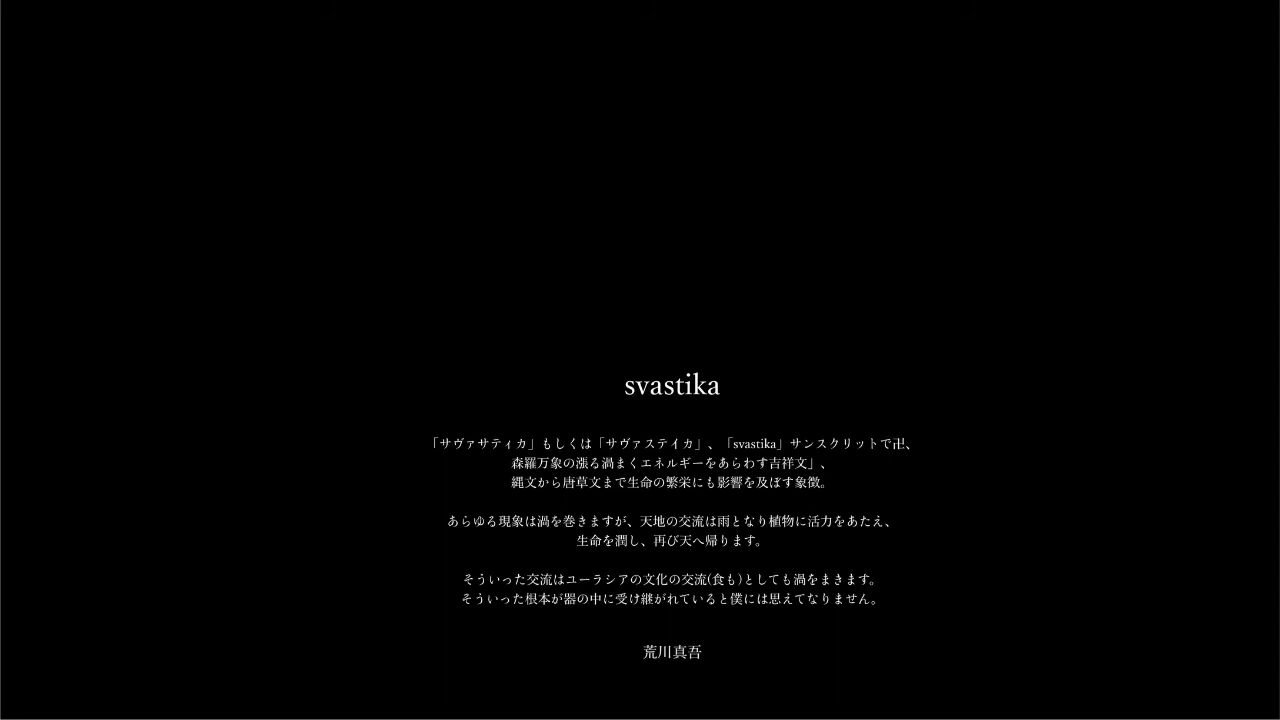 svastika
「サヴァサティカ」もしくは「サヴァステイカ」、「svastika」サンスクリットで卍、
森羅万象の漲る渦まくエネルギーをあらわす吉祥文」、
縄文から唐草文まで生命の繁栄にも影響を及ぼす象徴。
あらゆる現象は渦を巻きますが、天地の交流は雨となり植物に活力をあたえ、
生命を潤し、再び天へ帰ります。
そういった交流はユーラシアの文化の交流(食も)としても渦をまきます。
そういった根本が器の中に受け継がれていると僕には思えてなりません。
荒川真吾